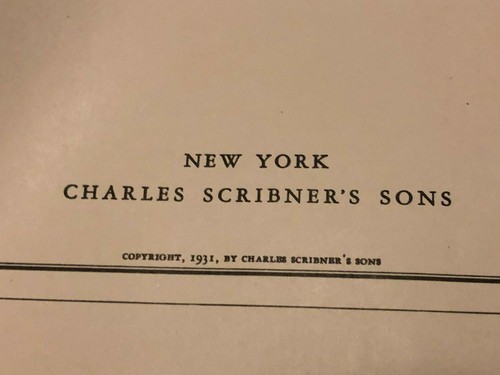 NEW YORK
CHARLES SCRIBNER'S SONS
COPYRIGHT, 1931, BY CHARLES SCRIBNER'S SONS